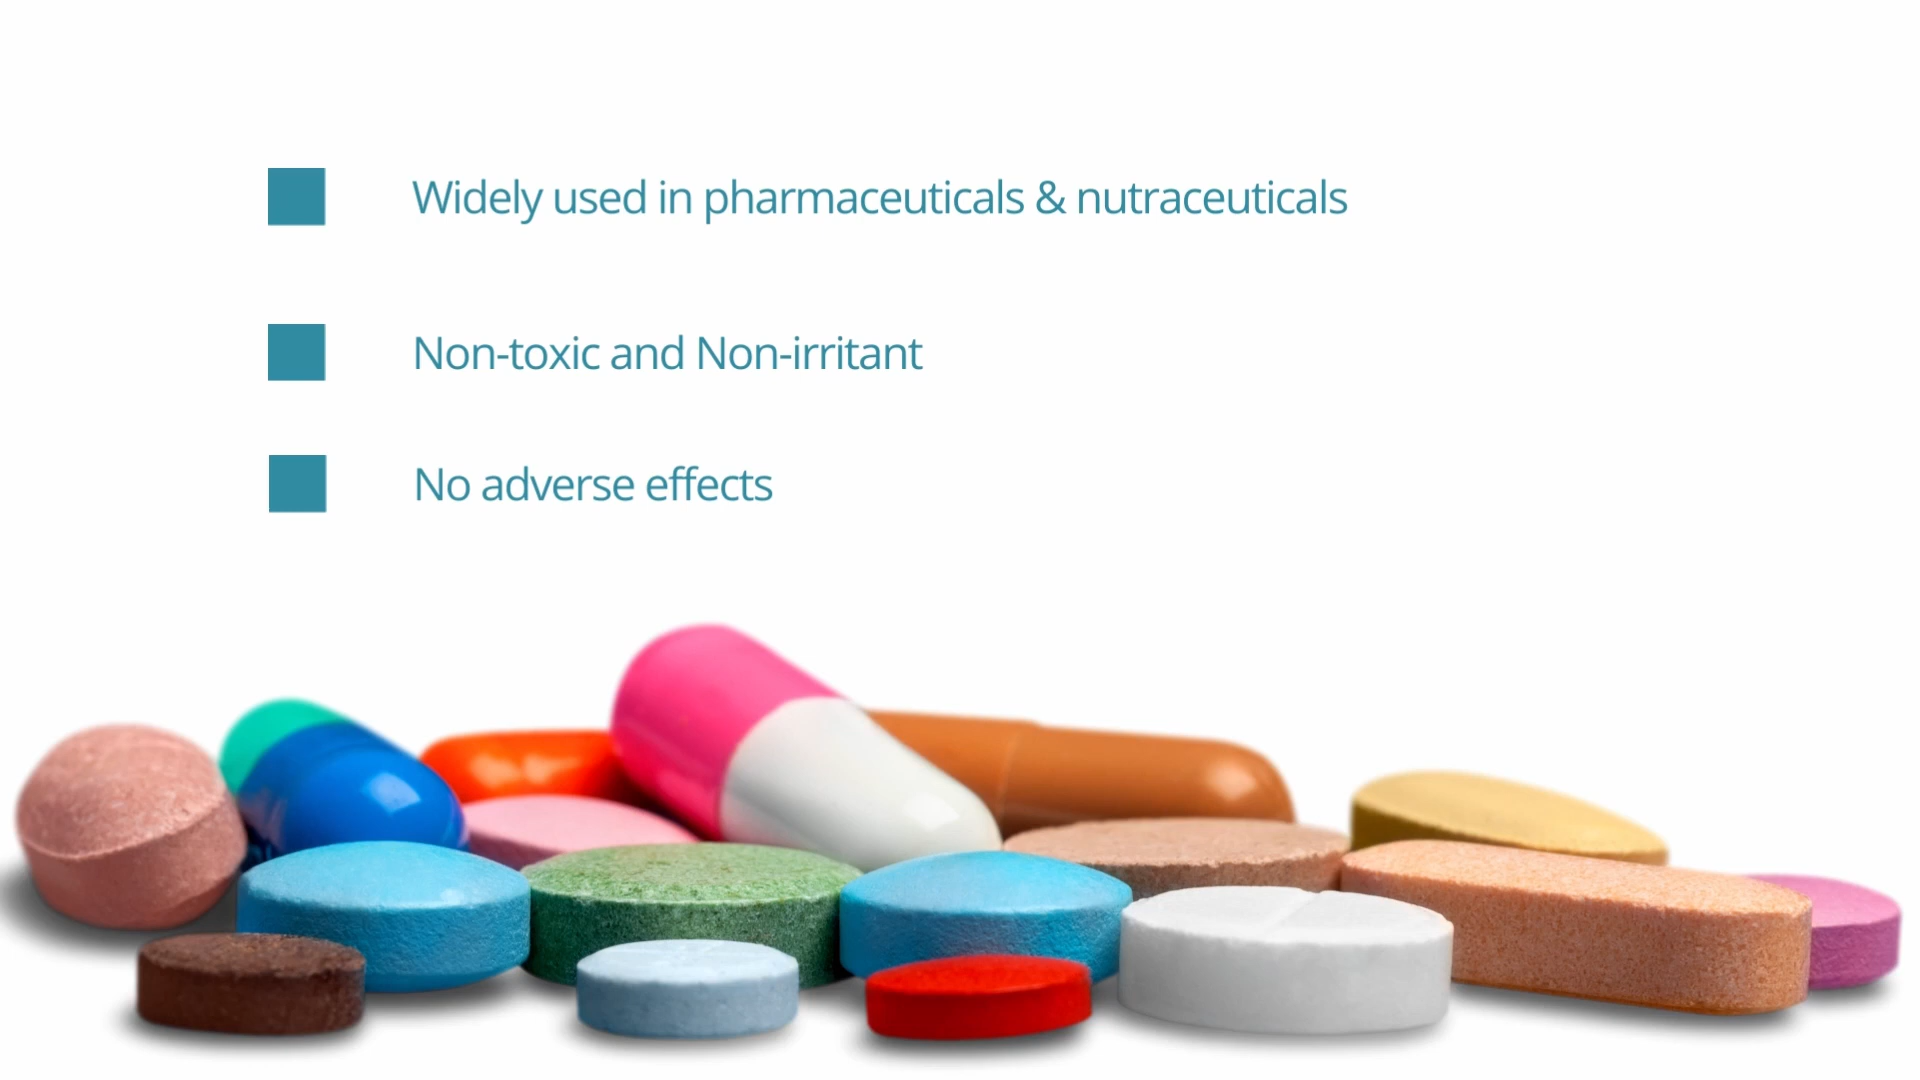 Widely used in pharmaceuticals & nutraceuticals
Non-toxic and Non-irritant
No adverse effects